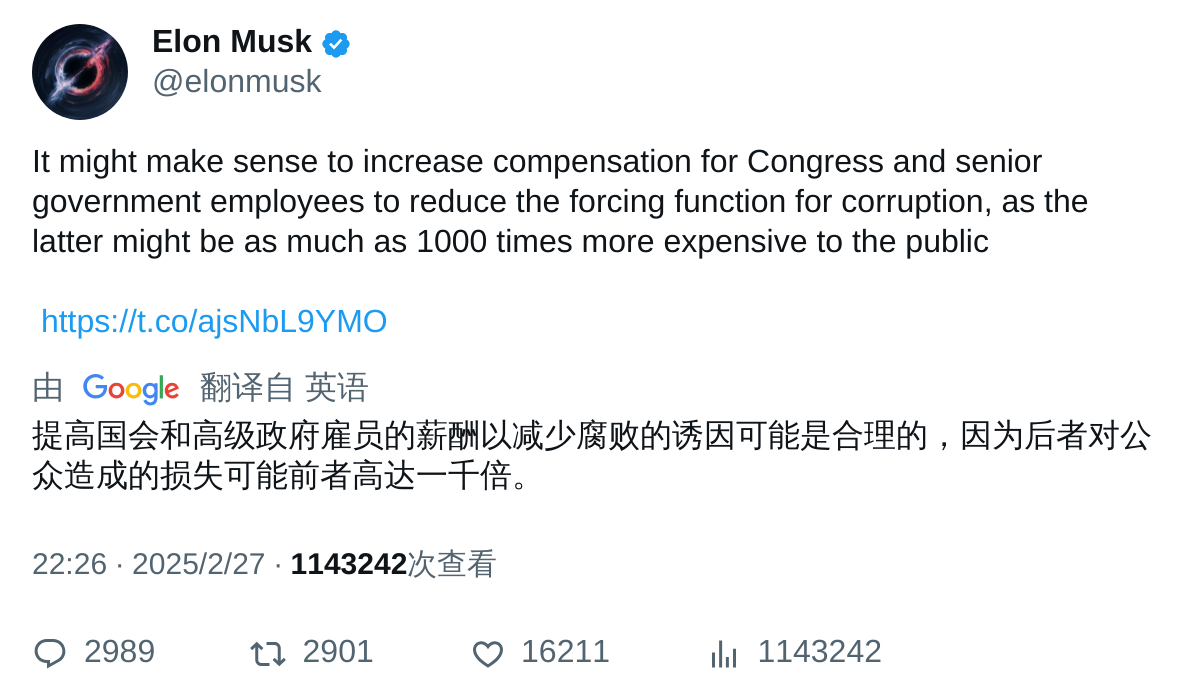 Elon Musk
@elonmusk
It might make sense to increase compensation for Congress and senior
government employees to reduce the forcing function for corruption, as the
latter might be as much as 1000 times more expensive to the public
https://t.co/ajsNbL9YMO
由 Google 翻译自 英语
提高国会和高级政府雇员的薪酬以减少腐败的诱因可能是合理的，因为后者对公
众造成的损失可能前者高达一千倍。
22:26 · 2025/2/27 · 1143242次查看
2989 2901 16211 1143242